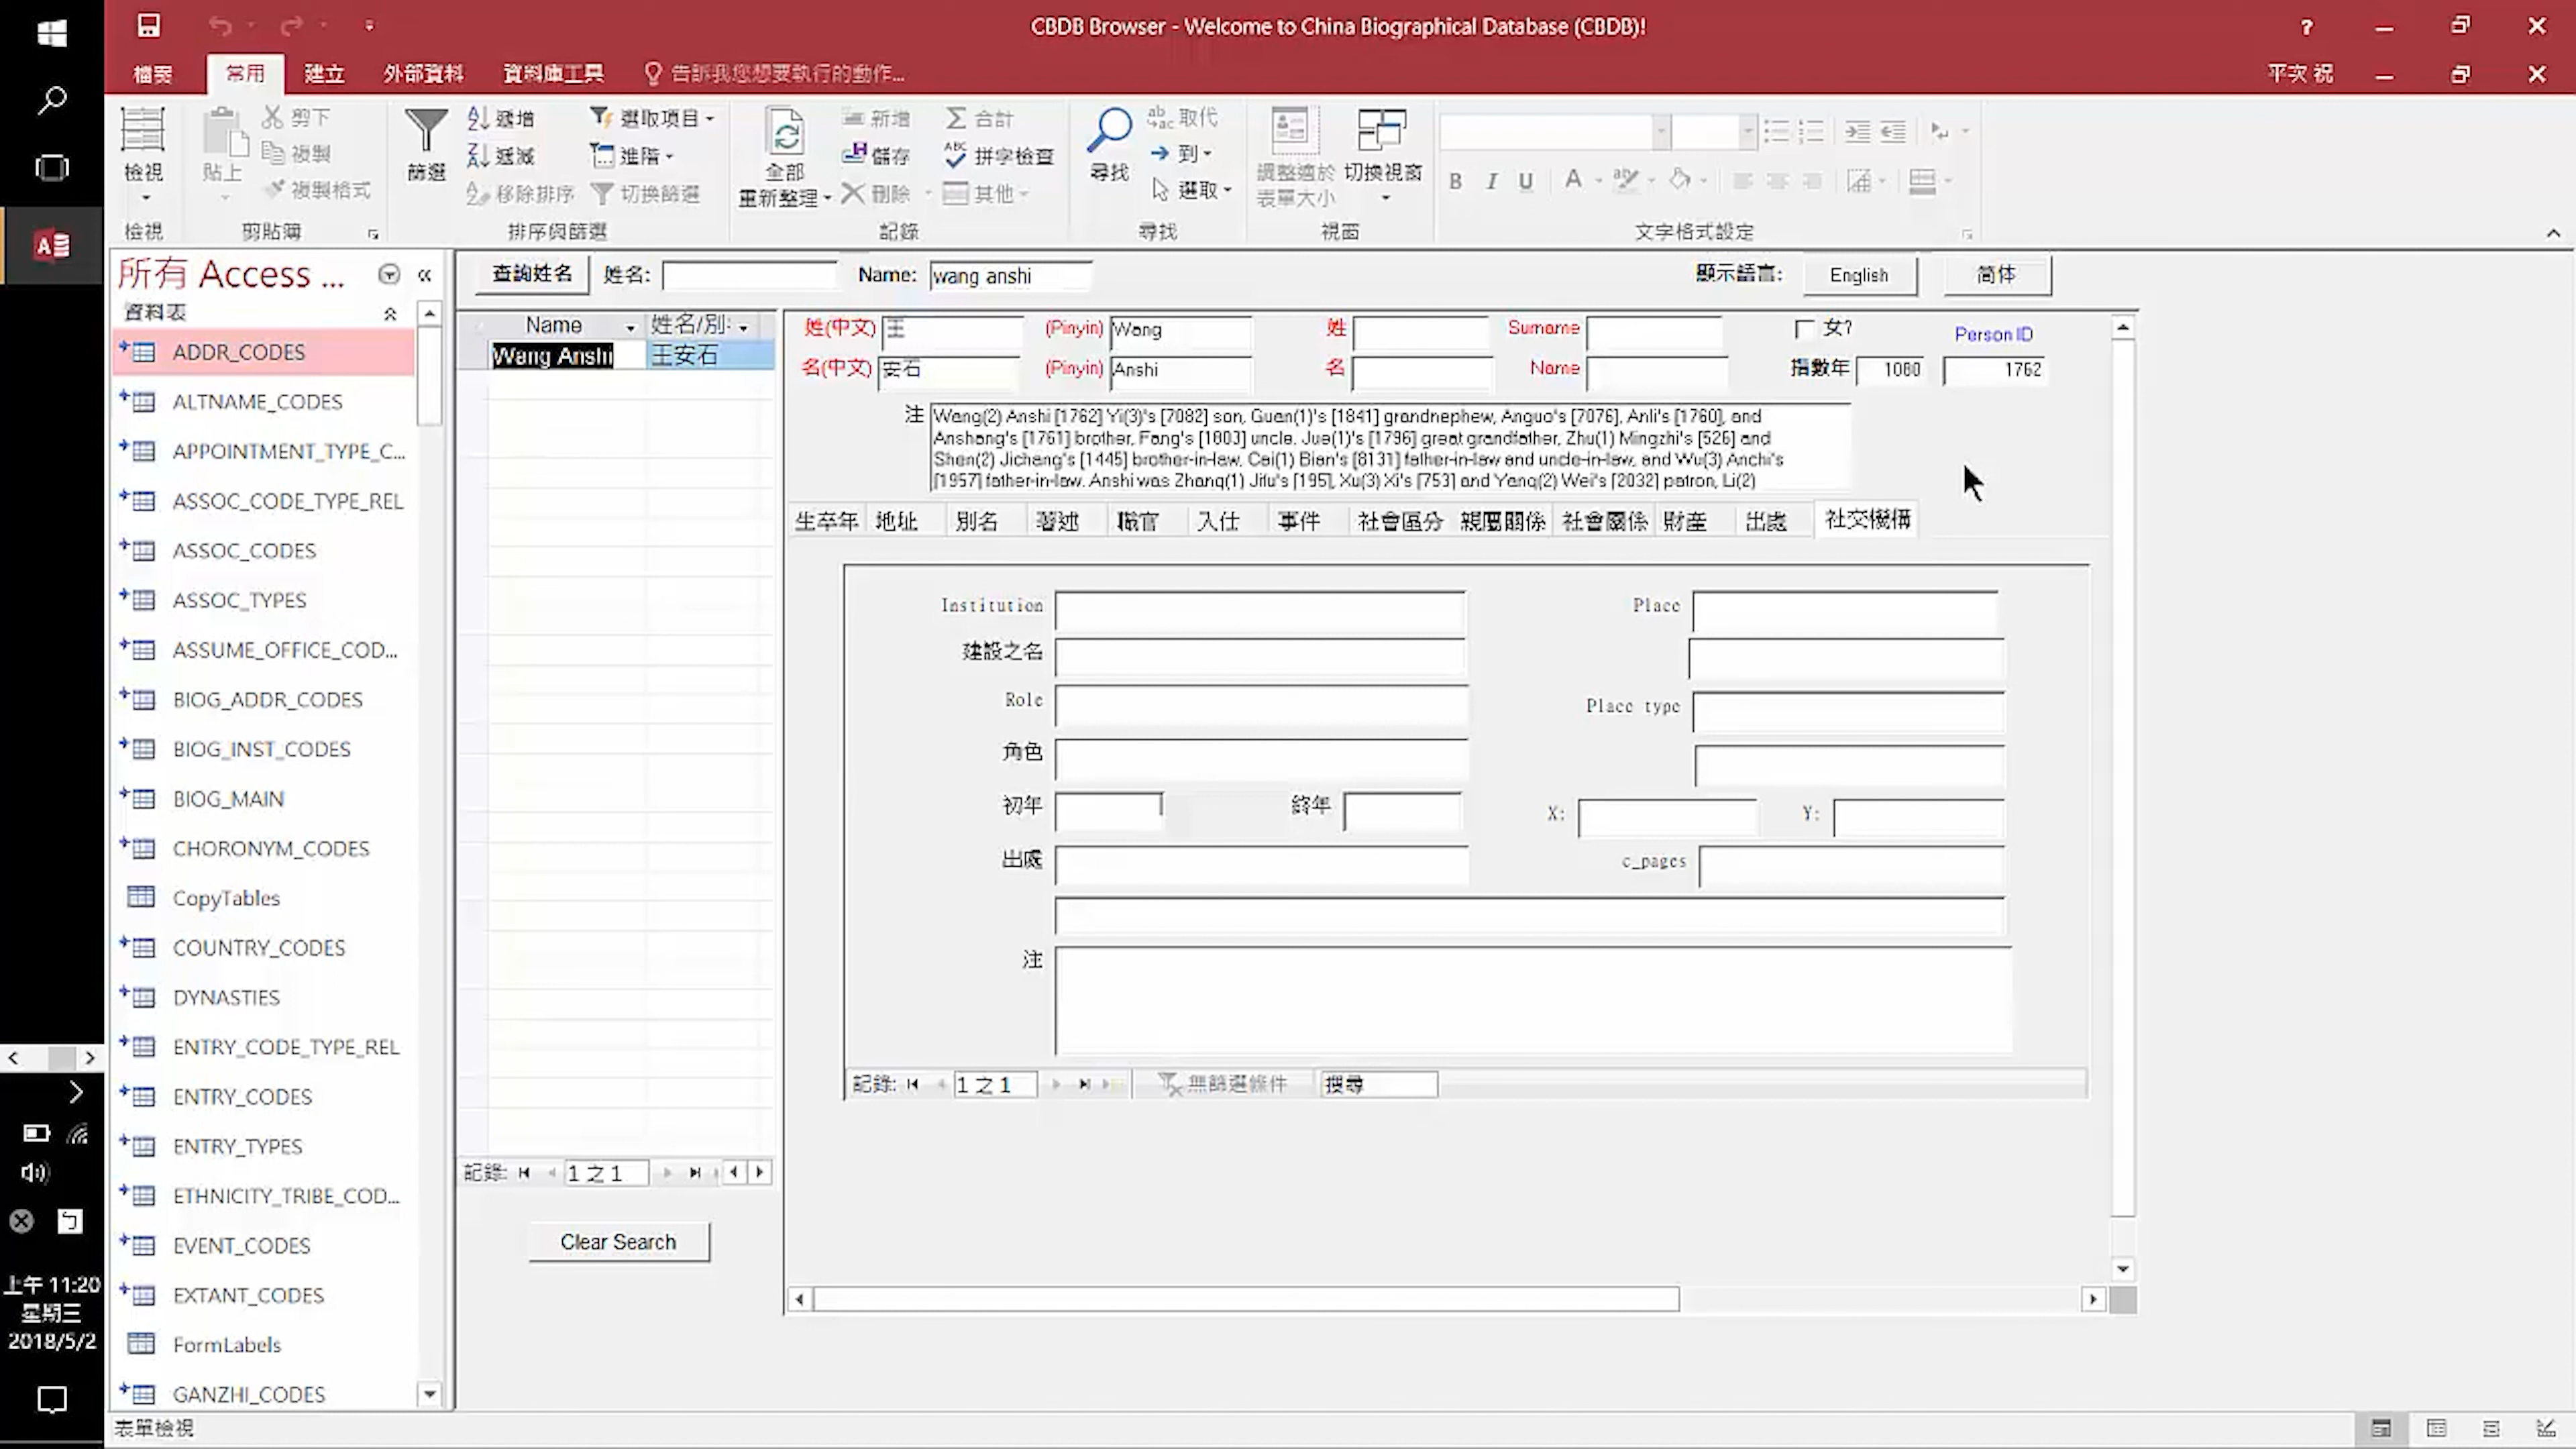 CBDB Browser - Welcome to China Biographical Database (CBDB)!
檔案 常用 建立 外部資料 資料庫工具 告訴我您想要執行的動作... 平次 祝
檢視 貼上 剪下 複製 複製格式 篩選 遞增 遞減 移除排序 選取項目 進階 切換篩選 全部重新整理 新增 儲存 刪除 合計 拼字檢查 其他 尋找 取代 到 選取 調整適於表單大小 切換視窗
B I U A
檢視 剪貼簿 排序與篩選 記錄 尋找 視窗 文字格式設定
所有 Access ...
資料表
ADDR_CODES
ALTNAME_CODES
APPOINTMENT_TYPE_C...
ASSOC_CODE_TYPE_REL
ASSOC_CODES
ASSOC_TYPES
ASSUME_OFFICE_COD...
BIOG_ADDR_CODES
BIOG_INST_CODES
BIOG_MAIN
CHORONYM_CODES
CopyTables
COUNTRY_CODES
DYNASTIES
ENTRY_CODE_TYPE_REL
ENTRY_CODES
ENTRY_TYPES
ETHNICITY_TRIBE_COD...
EVENT_CODES
EXTANT_CODES
FormLabels
GANZHI_CODES
查詢姓名 姓名: Name: wang anshi 顯示語言: English 简体
Name 姓名/別:
Wang Anshi 王安石
記錄: 1 之 1
Clear Search
姓(中文) 王 (Pinyin) Wang 姓 Surname 女? Person ID
名(中文) 安石 (Pinyin) Anshi 名 Name 指數年 1080 1762
注 Wang(2) Anshi [1762] Yi(3)'s [7082] son, Guan(1)'s [1841] grandnephew, Anguo's [7076], Anli's [1760], and
Anshang's [1761] brother, Fang's [1803] uncle, Jue(1)'s [1796] great grandfather, Zhu(1) Mingzhi's [526] and
Shen(2) Jichang's [1445] brother-in-law, Cai(1) Bian's [8131] father-in-law and uncle-in-law, and Wu(3) Anchi's
[1957] father-in-law. Anshi was Zhang(1) Jifu's [195], Xu(3) Xi's [753] and Yang(2) Wei's [2032] patron, Li(2)
生卒年 地址 別名 著述 職官 入仕 事件 社會區分 親屬關係 社會關係 財產 出處 社交機構
Institution Place
建設之名
Role Place type
角色
初年 終年 X: Y:
出處 c_pages
注
記錄: 1 之 1 無篩選條件 搜尋
上午 11:20
星期三
2018/5/2
表單檢視